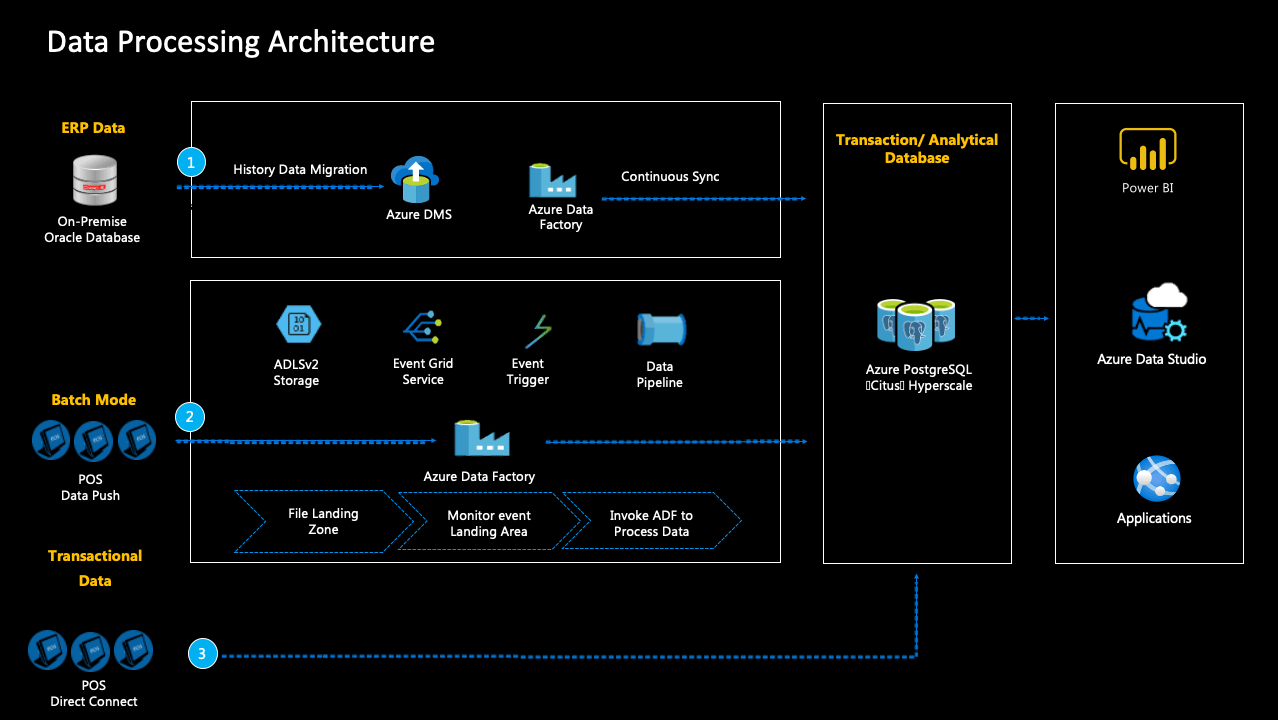 Data Processing Architecture
ERP Data
On-Premise
Oracle Database
1
History Data Migration
Azure DMS
Azure Data
Factory
Continuous Sync
Transaction/ Analytical
Database
Azure PostgreSQL
Citus Hyperscale
Power BI
Azure Data Studio
Applications
Batch Mode
POS
Data Push
2
10
01
ADLSv2
Storage
Event Grid
Service
Event
Trigger
Data
Pipeline
Azure Data Factory
File Landing
Zone
Monitor event
Landing Area
Invoke ADF to
Process Data
Transactional
Data
POS
Direct Connect
3